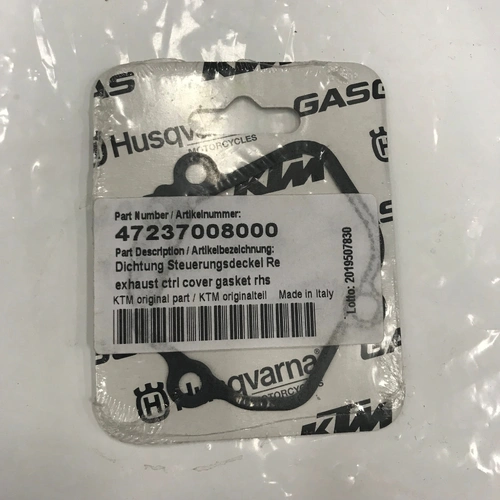 GASG
Husqvarna
MOTORCYCLES
KTM
Part Number / Artikelnummer:
47237008000
Part Description / Artikelbezeichnung:
Dichtung Steuerungsdeckel Re
exhaust ctrl cover gasket rhs
KTM original part / KTM originalteil Made in Italy
Lotto: 2019507830
GAS
Husqvarna
MOTORCYCLES
KTM